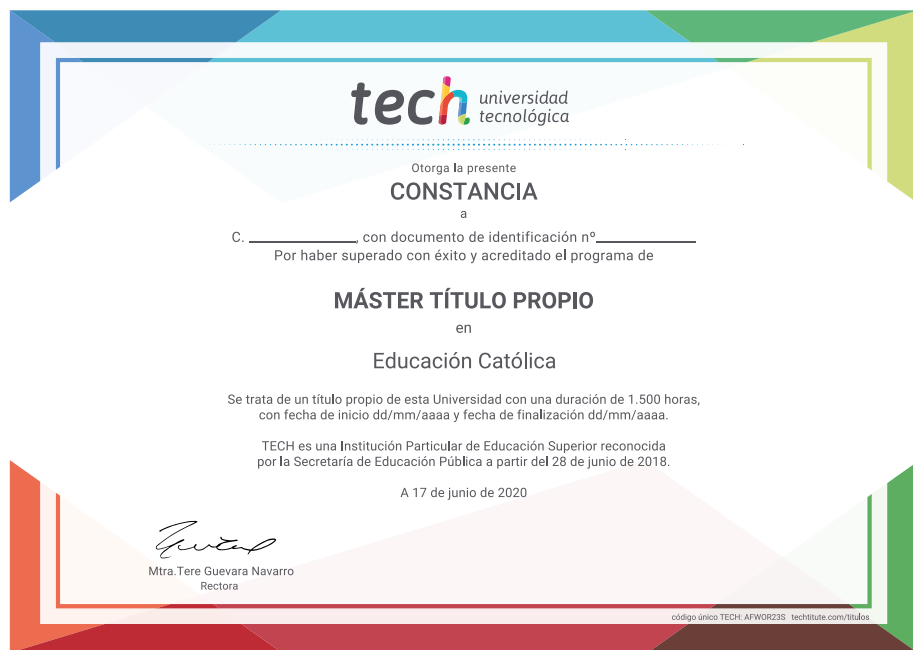 tech universidad
tecnológica
Otorga la presente
CONSTANCIA
a
C. ____________, con documento de identificación nº____________
Por haber superado con éxito y acreditado el programa de
MÁSTER TÍTULO PROPIO
en
Educación Católica
Se trata de un título propio de esta Universidad con una duración de 1.500 horas,
con fecha de inicio dd/mm/aaaa y fecha de finalización dd/mm/aaaa.
TECH es una Institución Particular de Educación Superior reconocida
por la Secretaría de Educación Pública a partir del 28 de junio de 2018.
A 17 de junio de 2020
Mtra.Tere Guevara Navarro
Rectora
código único TECH: AFWOR23S techtitute.com/titulos